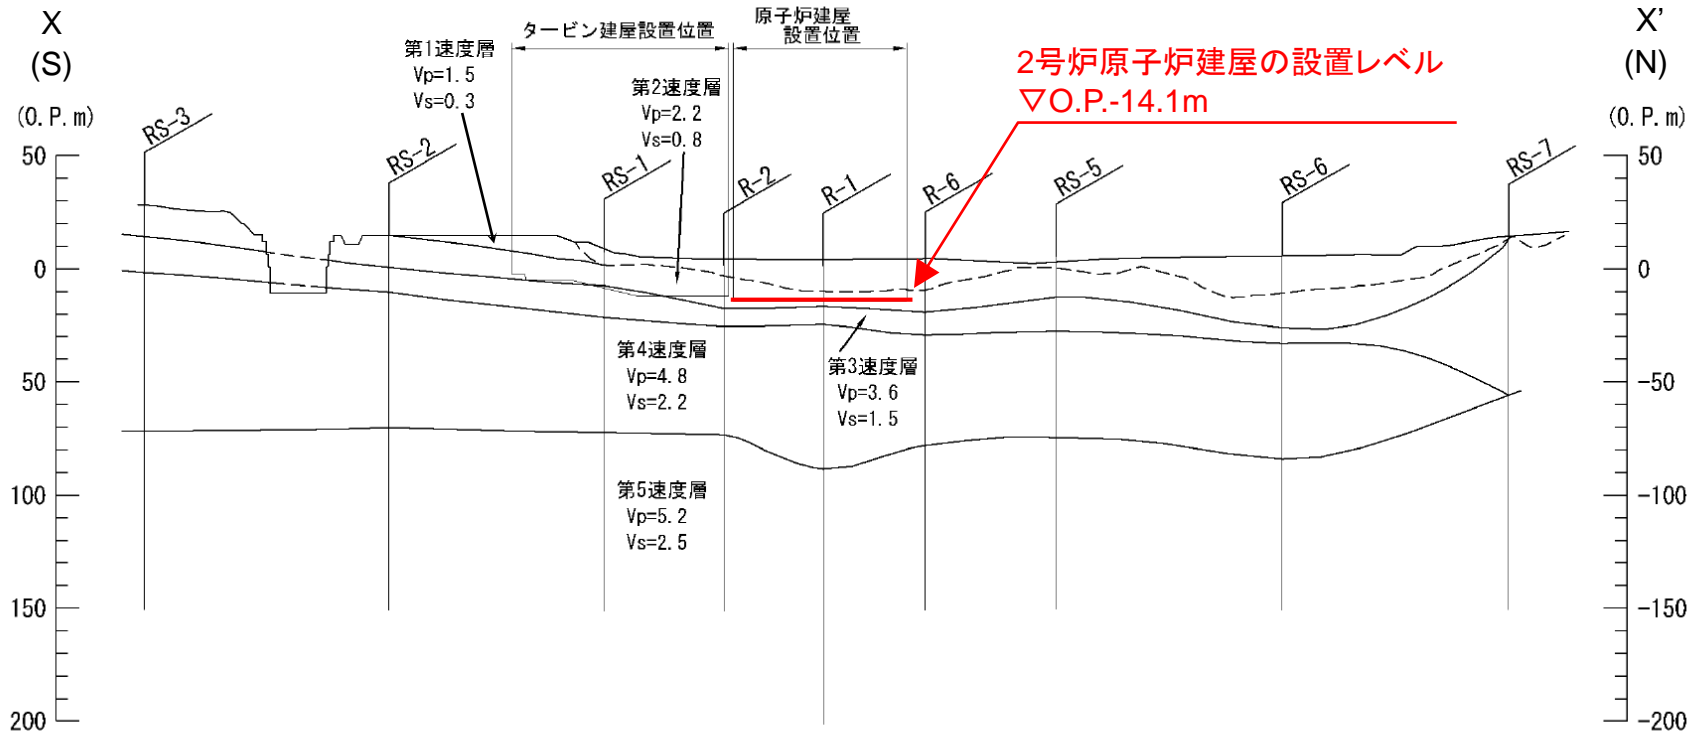 X
(S)
(O.P.m)
タービン建屋設置位置
原子炉建屋
設置位置
X’
(N)
(O.P.m)
第1速度層
Vp=1.5
Vs=0.3
第2速度層
Vp=2.2
Vs=0.8
2号炉原子炉建屋の設置レベル
▽O.P.-14.1m
RS-3
RS-2
RS-1
R-2
R-1
R-6
RS-5
RS-6
RS-7
50
0
50
100
150
200
50
0
-50
-100
-150
-200
第4速度層
Vp=4.8
Vs=2.2
第3速度層
Vp=3.6
Vs=1.5
第5速度層
Vp=5.2
Vs=2.5